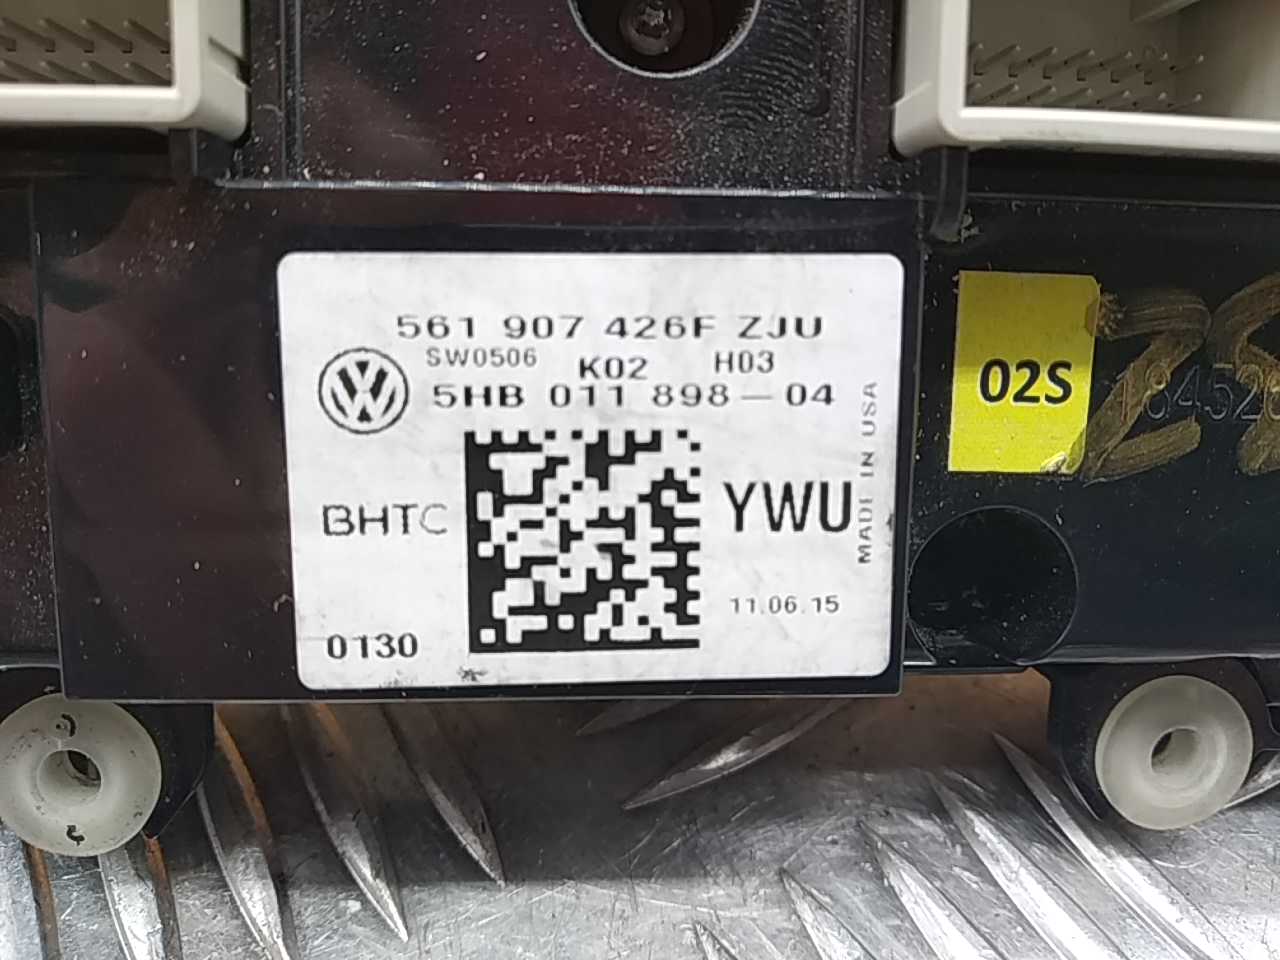 561 907 426F ZJU
SW0506 K02 H03
5HB 011 898-04
MADE IN USA
BHTC
YWU
11.06.15
0130
02S